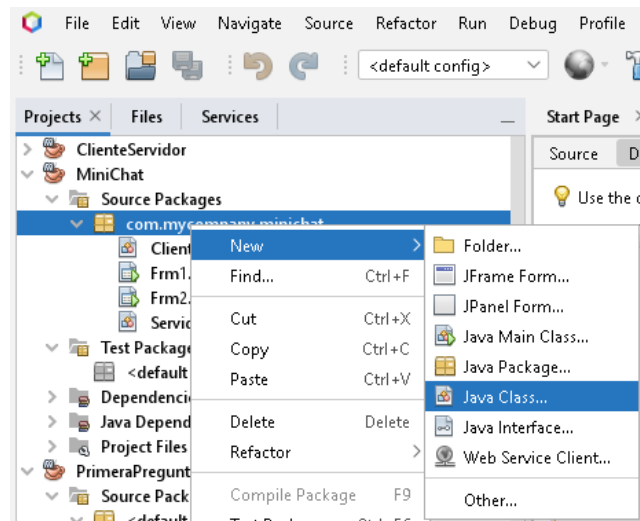 File Edit View Navigate Source Refactor Run Debug Profile
<default config>
Projects Files Services Start Page
ClienteServidor
Source
MiniChat
Source Packages
Use the
com.mycompany.minichat
Client
New
Folder...
Frm1.
Find... Ctrl+F
JFrame Form...
Frm2.
JPanel Form...
Servic
Cut Ctrl+X
Java Main Class...
Test Package
Copy Ctrl+C
Java Package...
<default
Paste Ctrl+V
Dependenci
Java Class...
Java Depend
Delete Delete
Java Interface...
Project Files
Refactor
Web Service Client...
PrimeraPregunt
Source Pack
Compile Package F9
Other...
<default